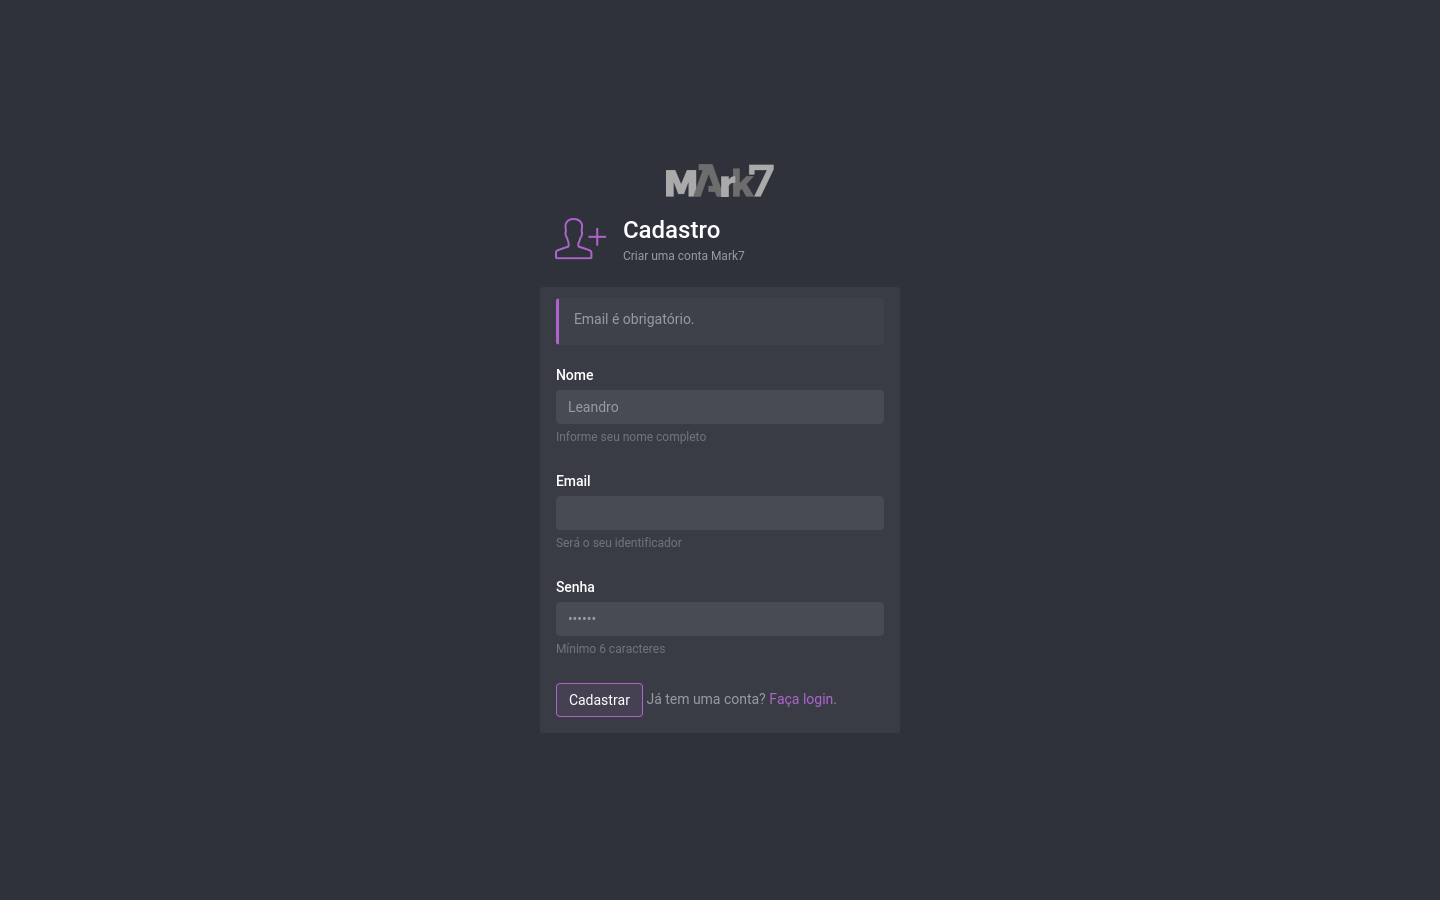 MArk7
Cadastro
Criar uma conta Mark7
Email é obrigatório.
Nome
Leandro
Informe seu nome completo
Email
Será o seu identificador
Senha
••••••
Mínimo 6 caracteres
Cadastrar Já tem uma conta? Faça login.